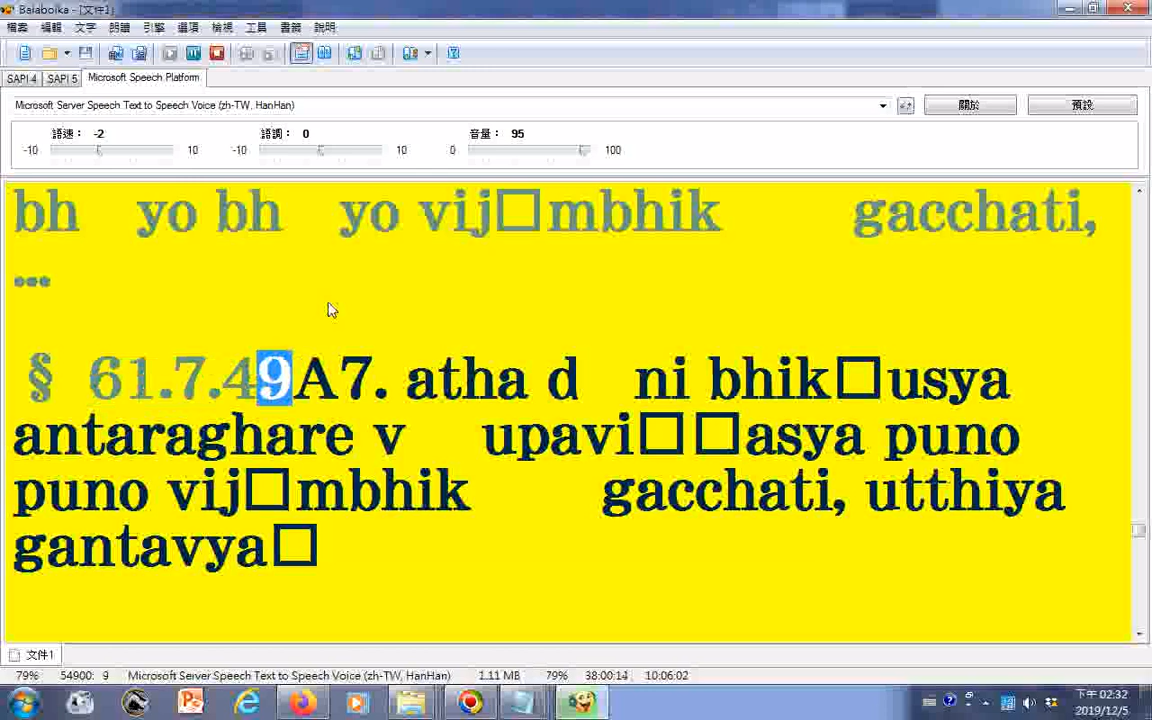 Balabolka - [文件1]
檔案 編輯 文字 朗讀 引擎 選項 檢視 工具 書籤 說明
SAPI 4 SAPI 5 Microsoft Speech Platform
Microsoft Server Speech Text to Speech Voice (zh-TW, HanHan) 關於 預設
語速： -2 語調： 0 音量： 95
-10 10 -10 10 0 100
bh yo bh yo vij□mbhik gacchati,
...
§ 61.7.49A7. atha d ni bhik□usya
antaraghare v upavi□□asya puno
puno vij□mbhik gacchati, utthiya
gantavya□
文件1
79% 54900: 9 Microsoft Server Speech Text to Speech Voice (zh-TW, HanHan) 1.11 MB 79% 38:00:14 10:06:02
下午 02:32
2019/12/5